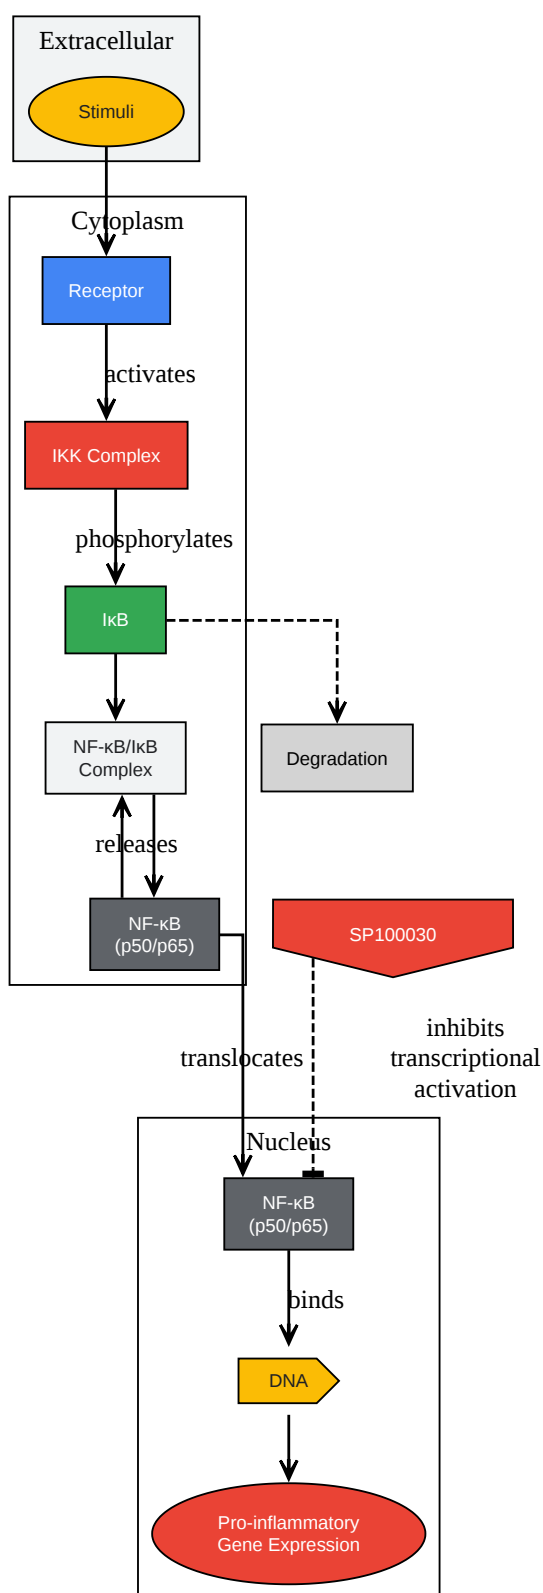 Extracellular
Stimuli
Cytoplasm
Receptor
activates
IKK Complex
phosphorylates
IκB
NF-κB/IκB
Complex
Degradation
releases
NF-κB
(p50/p65)
SP100030
inhibits
transcriptional
activation
translocates
Nucleus
NF-κB
(p50/p65)
binds
DNA
Pro-inflammatory
Gene Expression